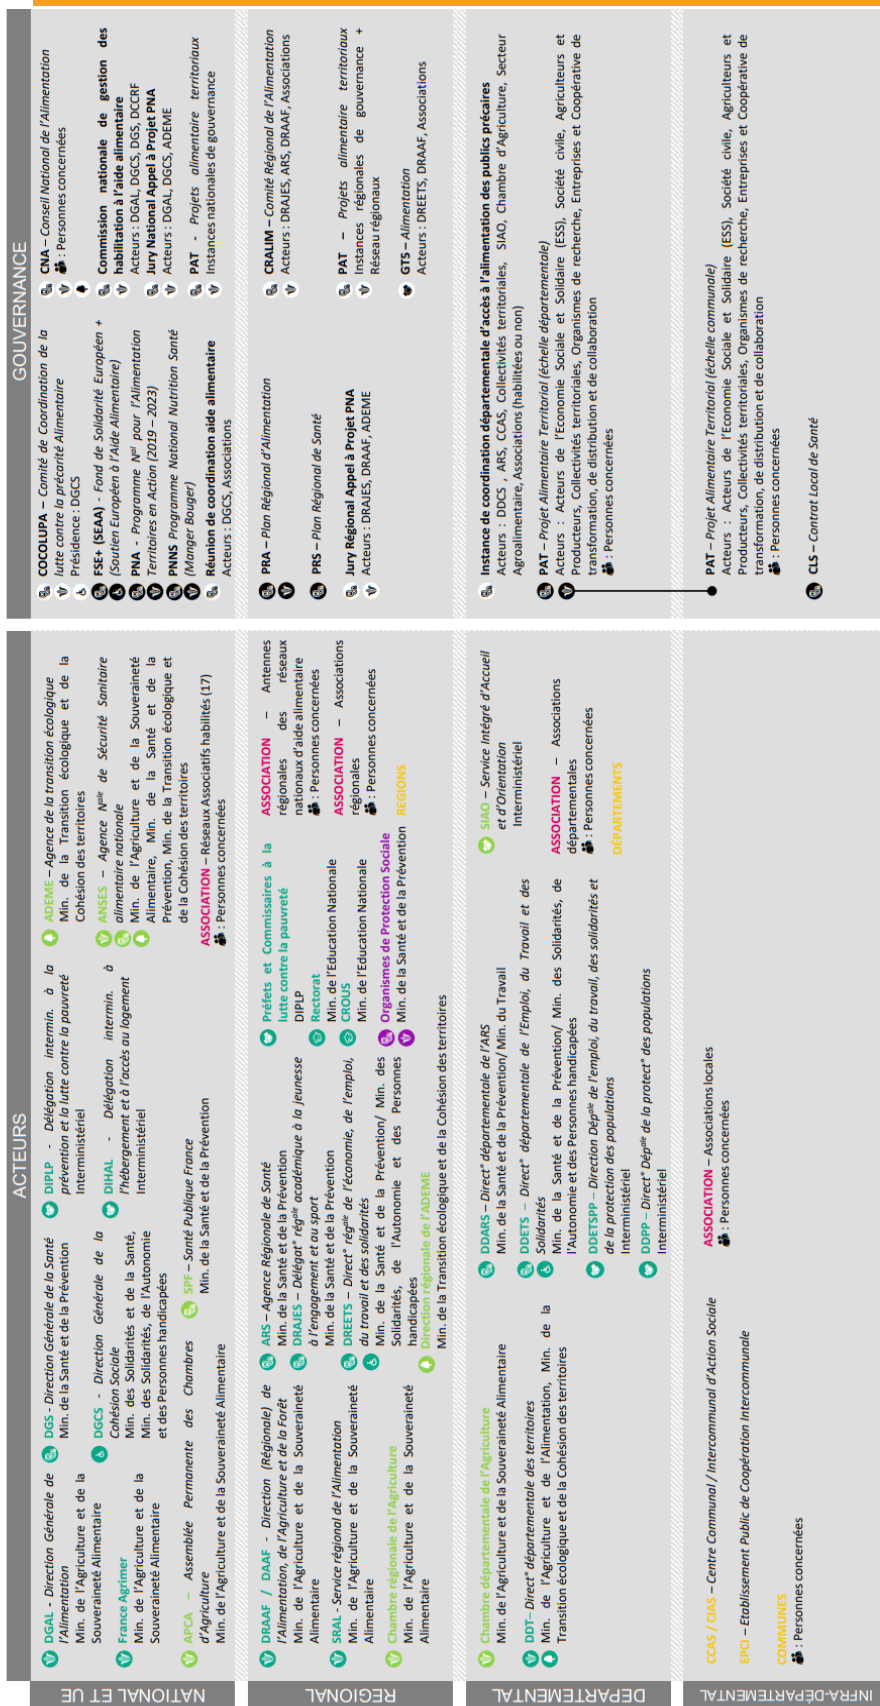 ACTEURS
GOUVERNANCE
NATIONAL ET UE
DGAL - Direction Générale de
l'Alimentation
Min. de l'Agriculture et de la
Souveraineté Alimentaire
France Agrimer
Min. de l'Agriculture et de la
Souveraineté Alimentaire
APCA – Assemblée Permanente des Chambres
d'Agriculture
Min. de l'Agriculture et de la Souveraineté Alimentaire
DGS - Direction Générale de la Santé
Min. de la Santé et de la Prévention
DGCS - Direction Générale de la
Cohésion Sociale
Min. des Solidarités et de la Santé,
Min. des Solidarités, de l'Autonomie
et des Personnes handicapées
SPF – Santé Publique France
Min. de la Santé et de la Prévention
DIPLP - Délégation intermin. à la
prévention et la lutte contre la pauvreté
Interministériel
DIHAL - Délégation intermin. à
l'hébergement et à l'accès au logement
Interministériel
ADEME – Agence de la transition écologique
Min. de la Transition écologique et de la
Cohésion des territoires
ANSES – Agence Nale de Sécurité Sanitaire
alimentaire nationale
Min. de l'Agriculture et de la Souveraineté
Alimentaire, Min. de la Santé et de la
Prévention, Min. de la Transition écologique et
de la Cohésion des territoires
ASSOCIATION – Réseaux Associatifs habilités (17)
: Personnes concernées
COCOLUPA – Comité de Coordination de la
lutte contre la précarité Alimentaire
Présidence : DGCS
FSE+ (SEAA) - Fond de Solidarité Européen +
(Soutien Européen à l'Aide Alimentaire)
PNA - Programme Nal pour l'Alimentation
Territoires en Action (2019 – 2023)
PNNS Programme National Nutrition Santé
(Manger Bouger)
Réunion de coordination aide alimentaire
Acteurs : DGCS, Associations
CNA – Conseil National de l'Alimentation
: Personnes concernées
Commission nationale de gestion des
habilitation à l'aide alimentaire
Acteurs : DGAL, DGCS, DGS, DCCRF
Jury National Appel à Projet PNA
Acteurs : DGAL, DGCS, ADEME
PAT - Projets alimentaire territoriaux
Instances nationales de gouvernance
REGIONAL
DRAAF / DAAF - Direction (Régionale) de
l'Alimentation, de l'Agriculture et de la Forêt
Min. de l'Agriculture et de la Souveraineté
Alimentaire
SRAL - Service régional de l'Alimentation
Min. de l'Agriculture et de la Souveraineté
Alimentaire
Chambre régionale de l'Agriculture
Min. de l'Agriculture et de la Souveraineté
Alimentaire
ARS – Agence Régionale de Santé
Min. de la Santé et de la Prévention
DRAJES – Délégat° régale académique à la jeunesse
à l'engagement et au sport
Min. de la Santé et de la Prévention
DREETS – Direct° régale de l'économie, de l'emploi,
du travail et des solidarités
Min. de la Santé et de la Prévention/ Min. des
Solidarités, de l'Autonomie et des Personnes
handicapées
Direction régionale de l'ADEME
Min. de la Transition écologique et de la Cohésion des territoires
Préfets et Commissaires à la
lutte contre la pauvreté
DIPLP
Rectorat
Min. de l'Education Nationale
CROUS
Min. de l'Education Nationale
Organismes de Protection Sociale
Min. de la Santé et de la Prévention
ASSOCIATION – Antennes
régionales des réseaux
nationaux d'aide alimentaire
: Personnes concernées
ASSOCIATION – Associations
régionales
: Personnes concernées
REGIONS
PRA – Plan Régional d'Alimentation
PRS – Plan Régional de Santé
Jury Régional Appel à Projet PNA
Acteurs : DRAJES, DRAAF, ADEME
CRALIM – Comité Régional de l'Alimentation
Acteurs : DRAJES, ARS, DRAAF, Associations
PAT – Projets alimentaire territoriaux
Instances régionales de gouvernance +
Réseau régionaux
GTS – Alimentation
Acteurs : DREETS, DRAAF, Associations
DEPARTEMENTAL
Chambre départementale de l'Agriculture
Min. de l'Agriculture et de la Souveraineté Alimentaire
DDT– Direct° départementale des territoires
Min. de l'Agriculture et de l'Alimentation, Min. de la
Transition écologique et de la Cohésion des territoires
DDARS – Direct° départementale de l'ARS
Min. de la Santé et de la Prévention/ Min. du Travail
DDETS – Direct° départementale de l'Emploi, du Travail et des
Solidarités
Min. de la Santé et de la Prévention/ Min. des Solidarités, de
l'Autonomie et des Personnes handicapées
DDETSPP – Direction Dépale de l'emploi, du travail, des solidarités et
de la protection des populations
Interministériel
DDPP – Direct° Dépale de la protect° des populations
Interministériel
SIAO – Service Intégré d'Accueil
et d'Orientation
Interministériel
ASSOCIATION – Associations
départementales
: Personnes concernées
DÉPARTEMENTS
Instance de coordination départementale d'accès à l'alimentation des publics précaires
Acteurs : DDCS , ARS, CCAS, Collectivités territoriales, SIAO, Chambre d'Agriculture, Secteur
Agroalimentaire, Associations (habilitées ou non)
PAT – Projet Alimentaire Territorial (échelle départementale)
Acteurs : Acteurs de l'Economie Sociale et Solidaire (ESS), Société civile, Agriculteurs et
Producteurs, Collectivités territoriales, Organismes de recherche, Entreprises et Coopérative de
transformation, de distribution et de collaboration
: Personnes concernées
INFRA-DÉPARTEMENTAL
CCAS / CIAS – Centre Communal / Intercommunal d'Action Sociale
EPCI – Etablissement Public de Coopération Intercommunale
COMMUNES
: Personnes concernées
ASSOCIATION – Associations locales
: Personnes concernées
PAT – Projet Alimentaire Territorial (échelle communale)
Acteurs : Acteurs de l'Economie Sociale et Solidaire (ESS), Société civile, Agriculteurs et
Producteurs, Collectivités territoriales, Organismes de recherche, Entreprises et Coopérative de
transformation, de distribution et de collaboration
: Personnes concernées
CLS – Contrat Local de Santé